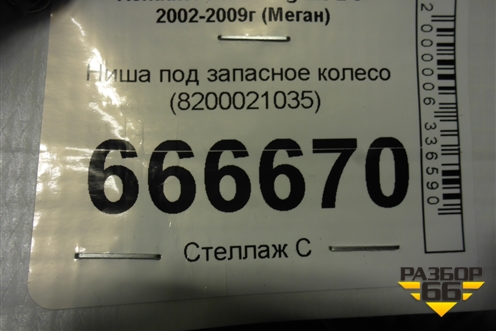 2002-2009г (Меган)
Ниша под запасное колесо
(8200021035)
666670
Стеллаж С
2000006336590
РАЗБОР
66